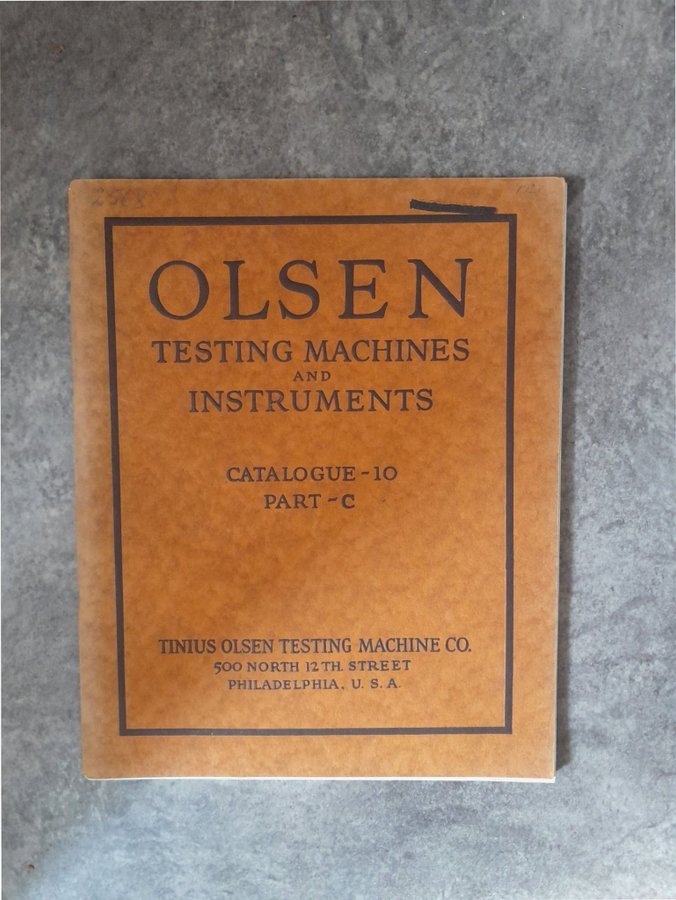 OLSEN
TESTING MACHINES
AND
INSTRUMENTS
CATALOGUE-10
PART-C
TINIUS OLSEN TESTING MACHINE CO.
500 NORTH 12TH. STREET
PHILADELPHIA, U. S. A.